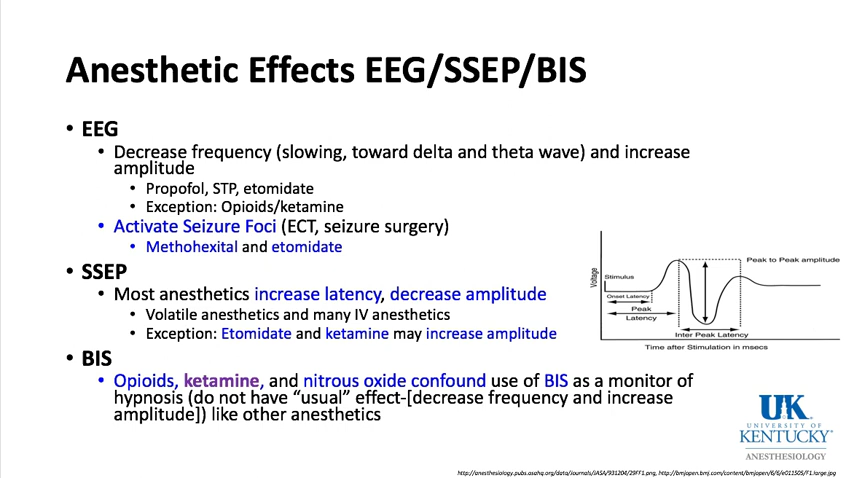 Anesthetic Effects EEG/SSEP/BIS
• EEG
• Decrease frequency (slowing, toward delta and theta wave) and increase
amplitude
• Propofol, STP, etomidate
• Exception: Opioids/ketamine
• Activate Seizure Foci (ECT, seizure surgery)
• Methohexital and etomidate
• SSEP
• Most anesthetics increase latency, decrease amplitude
• Volatile anesthetics and many IV anesthetics
• Exception: Etomidate and ketamine may increase amplitude
• BIS
• Opioids, ketamine, and nitrous oxide confound use of BIS as a monitor of
hypnosis (do not have “usual” effect-[decrease frequency and increase
amplitude]) like other anesthetics
Voltage
Stimulus
Onset Latency
Peak
Latency
Peak to Peak amplitude
Inter Peak Latency
Time after Stimulation in msecs
UK
UNIVERSITY OF
KENTUCKY
ANESTHESIOLOGY
http://anesthesiology.pubs.asahq.org/data/Journals/JASA/931204/29FF1.png, http://bmjopen.bmj.com/content/bmjopen/6/6/e011505/F1.large.jpg